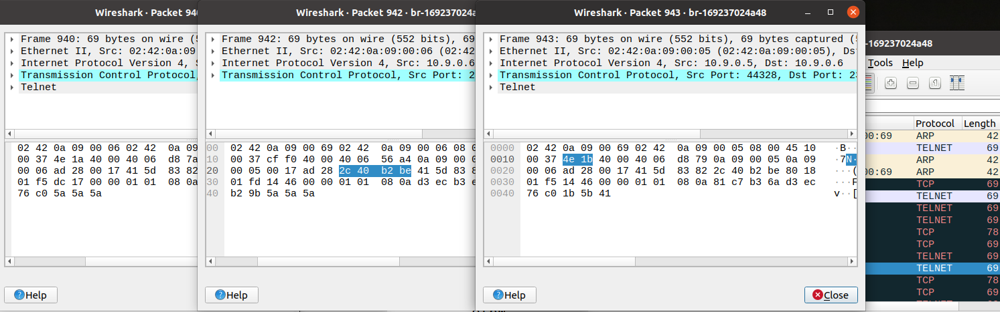 Wireshark · Packet 940
Frame 940: 69 bytes on wire (5
Ethernet II, Src: 02:42:0a:09
Internet Protocol Version 4, S
Transmission Control Protocol,
Telnet
02 42 0a 09 00 06 02 42 0a 09
00 37 4e 1a 40 00 40 06 d8 7a
00 06 ad 28 00 17 41 5d 83 82
01 f5 dc 17 00 00 01 01 08 0a
76 c0 5a 5a 5a
Help
Wireshark · Packet 942 · br-169237024a
Frame 942: 69 bytes on wire (552 bits), 69
Ethernet II, Src: 02:42:0a:09:00:06 (02:42
Internet Protocol Version 4, Src: 10.9.0.6
Transmission Control Protocol, Src Port: 2
00 02 42 0a 09 00 69 02 42 0a 09 00 06 08 0
10 00 37 cf f0 40 00 40 06 56 a4 0a 09 00 0
20 00 05 00 17 ad 28 2c 40 b2 be 41 5d 83 8
30 01 fd 14 46 00 00 01 01 08 0a d3 ec b3 e
40 b2 9b 5a 5a 5a
Help
Wireshark · Packet 943 · br-169237024a48
Frame 943: 69 bytes on wire (552 bits), 69 bytes captured (5
Ethernet II, Src: 02:42:0a:09:00:05 (02:42:0a:09:00:05), Dst
Internet Protocol Version 4, Src: 10.9.0.5, Dst: 10.9.0.6
Transmission Control Protocol, Src Port: 44328, Dst Port: 23
Telnet
0000 02 42 0a 09 00 69 02 42 0a 09 00 05 08 00 45 10 ·B··
0010 00 37 4e 1b 40 00 40 06 d8 79 0a 09 00 05 0a 09 ·7N·
0020 00 06 ad 28 00 17 41 5d 83 82 2c 40 b2 be 80 18 ···(
0030 01 f5 14 46 00 00 01 01 08 0a 81 c7 b3 6a d3 ec ···F
0040 76 c0 1b 5b 41 v··[
Help
Close
-169237024a48
Tools Help
Protocol Length
00:69 ARP 42
TELNET 69
ARP 42
00:69 ARP 42
TCP 69
TELNET 69
TELNET 69
TELNET 69
TCP 78
TCP 69
TELNET 69
TELNET 69
TCP 78
TCP 69